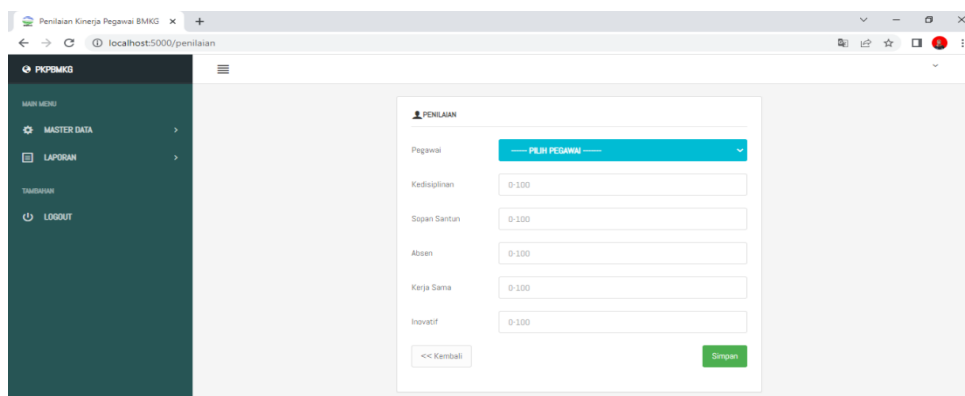 Penilaian Kinerja Pegawai BMKG
localhost:5000/penilaian
PKPBMKG
MAIN MENU
MASTER DATA
LAPORAN
TAMBAHAN
LOGOUT
PENILAIAN
Pegawai
------ PILIH PEGAWAI ------
Kedisiplinan 0-100
Sopan Santun 0-100
Absen 0-100
Kerja Sama 0-100
Inovatif 0-100
<< Kembali
Simpan